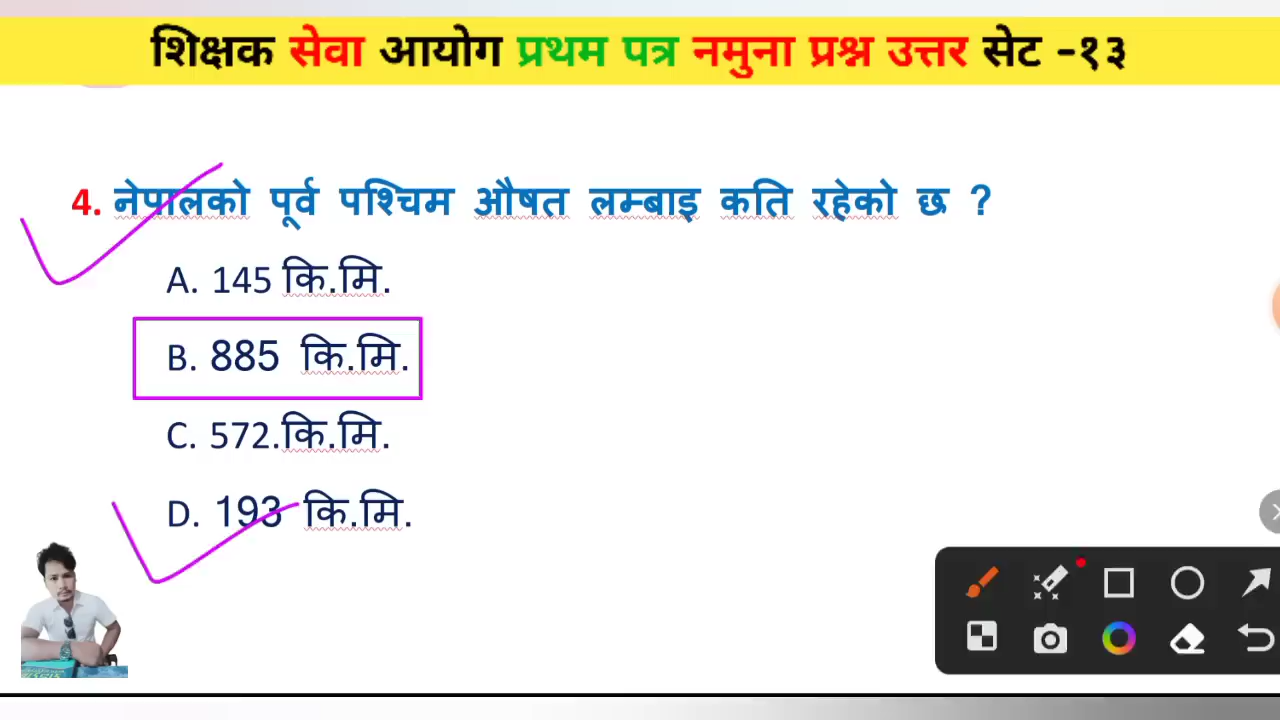 शिक्षक सेवा आयोग प्रथम पत्र नमुना प्रश्न उत्तर सेट -१३
4. नेपालको पूर्व पश्चिम औषत लम्बाइ कति रहेको छ ?
A. 145 कि.मि.
B. 885 कि.मि.
C. 572.कि.मि.
D. 193 कि.मि.